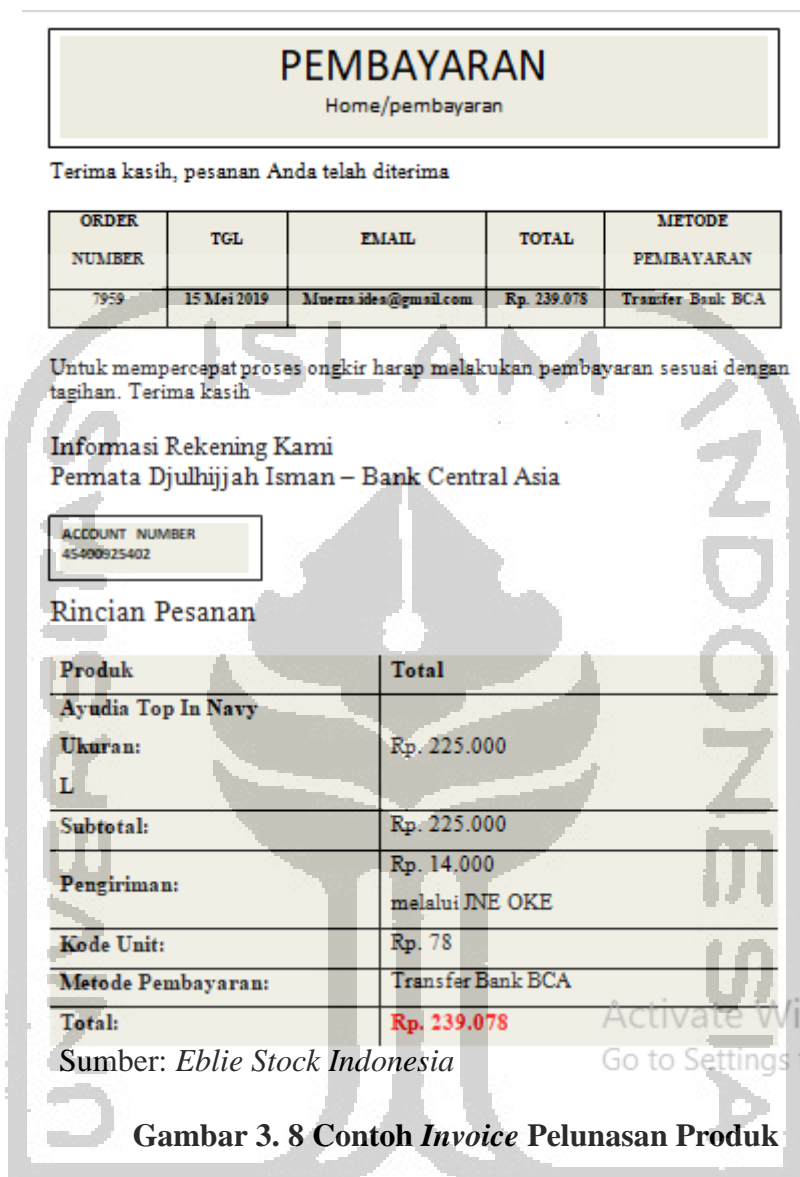 PEMBAYARAN
Home/pembayaran
Terima kasih, pesanan Anda telah diterima
ORDER NUMBER TGL EMAIL TOTAL METODE PEMBAYARAN
7959 15 Mei 2019 Muezzs.idea@gmail.com Rp. 239.078 Transfer Bank BCA
Untuk mempercepat proses ongkir harap melakukan pembayaran sesuai dengan
tagihan. Terima kasih
Informasi Rekening Kami
Permata Djulhijjah Isman – Bank Central Asia
ACCOUNT NUMBER
45400925402
Rincian Pesanan
Produk Total
Ayudia Top In Navy
Ukuran: Rp. 225.000
L
Subtotal: Rp. 225.000
Pengiriman: Rp. 14.000
melalui JNE OKE
Kode Unit: Rp. 78
Metode Pembayaran: Transfer Bank BCA
Total: Rp. 239.078
Activate Wi
Sumber: Eblie Stock Indonesia
Go to Settings
Gambar 3. 8 Contoh Invoice Pelunasan Produk
ISLAM
INDONESIA